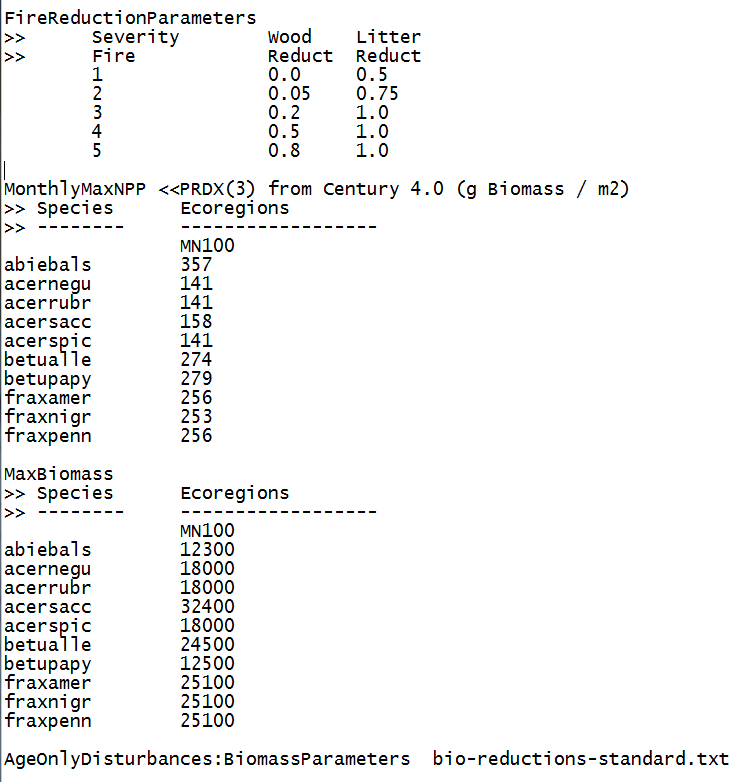 FireReductionParameters
>> Severity Wood Litter
>> Fire Reduct Reduct
1 0.0 0.5
2 0.05 0.75
3 0.2 1.0
4 0.5 1.0
5 0.8 1.0
MonthlyMaxNPP <<PRDX(3) from Century 4.0 (g Biomass / m2)
>> Species Ecoregions
>> -------- ------------------
MN100
abiebals 357
acernegu 141
acerrubr 141
acersacc 158
acerspic 141
betualle 274
betupapy 279
fraxamer 256
fraxnigr 253
fraxpenn 256
MaxBiomass
>> Species Ecoregions
>> -------- ------------------
MN100
abiebals 12300
acernegu 18000
acerrubr 18000
acersacc 32400
acerspic 18000
betualle 24500
betupapy 12500
fraxamer 25100
fraxnigr 25100
fraxpenn 25100
AgeOnlyDisturbances:BiomassParameters bio-reductions-standard.txt